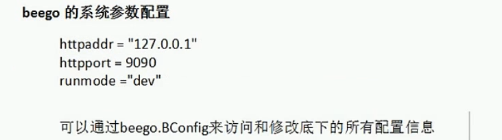 beego 的系统参数配置
httpaddr = "127.0.0.1"
httpport = 9090
runmode ="dev"
可以通过beego.BConfig来访问和修改底下的所有配置信息